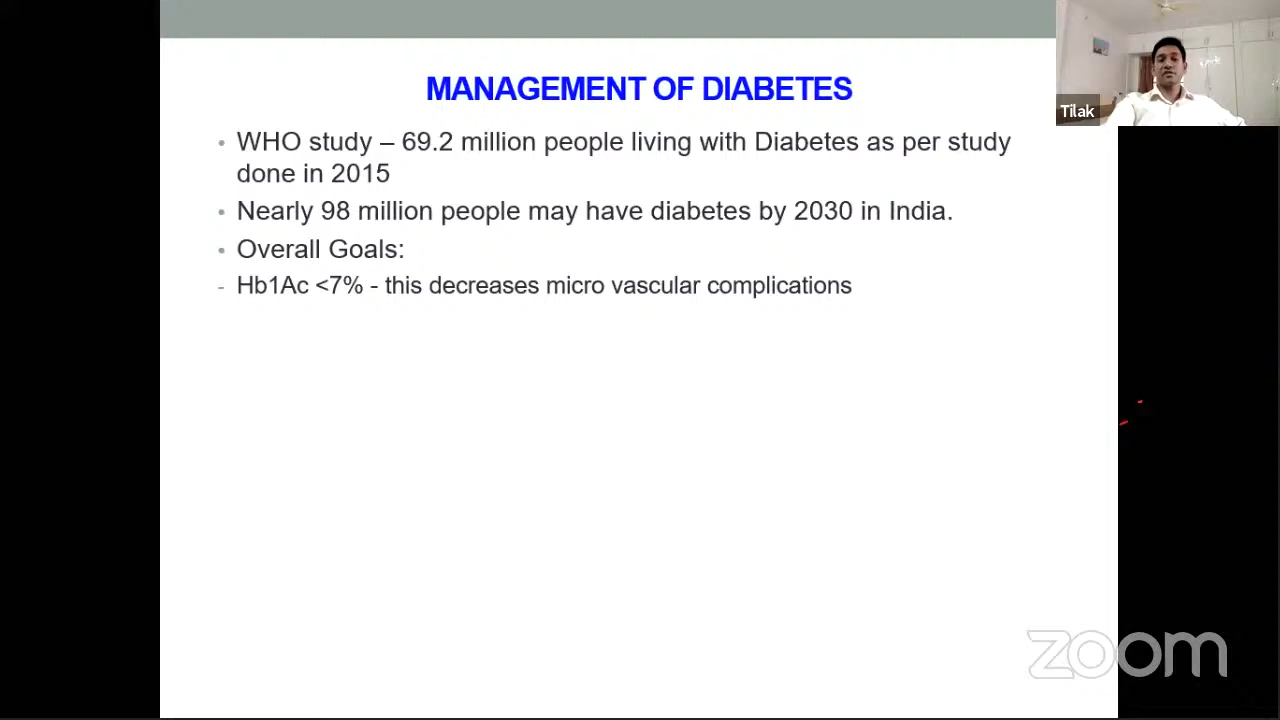 MANAGEMENT OF DIABETES
• WHO study – 69.2 million people living with Diabetes as per study
done in 2015
• Nearly 98 million people may have diabetes by 2030 in India.
• Overall Goals:
- Hb1Ac <7% - this decreases micro vascular complications
Tilak
zoom